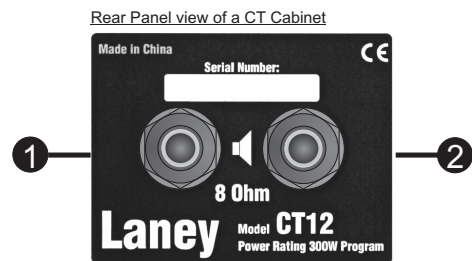 Rear Panel view of a CT Cabinet
Made in China
CE
Serial Number:
1
2
8 Ohm
Laney Model CT12
Power Rating 300W Program